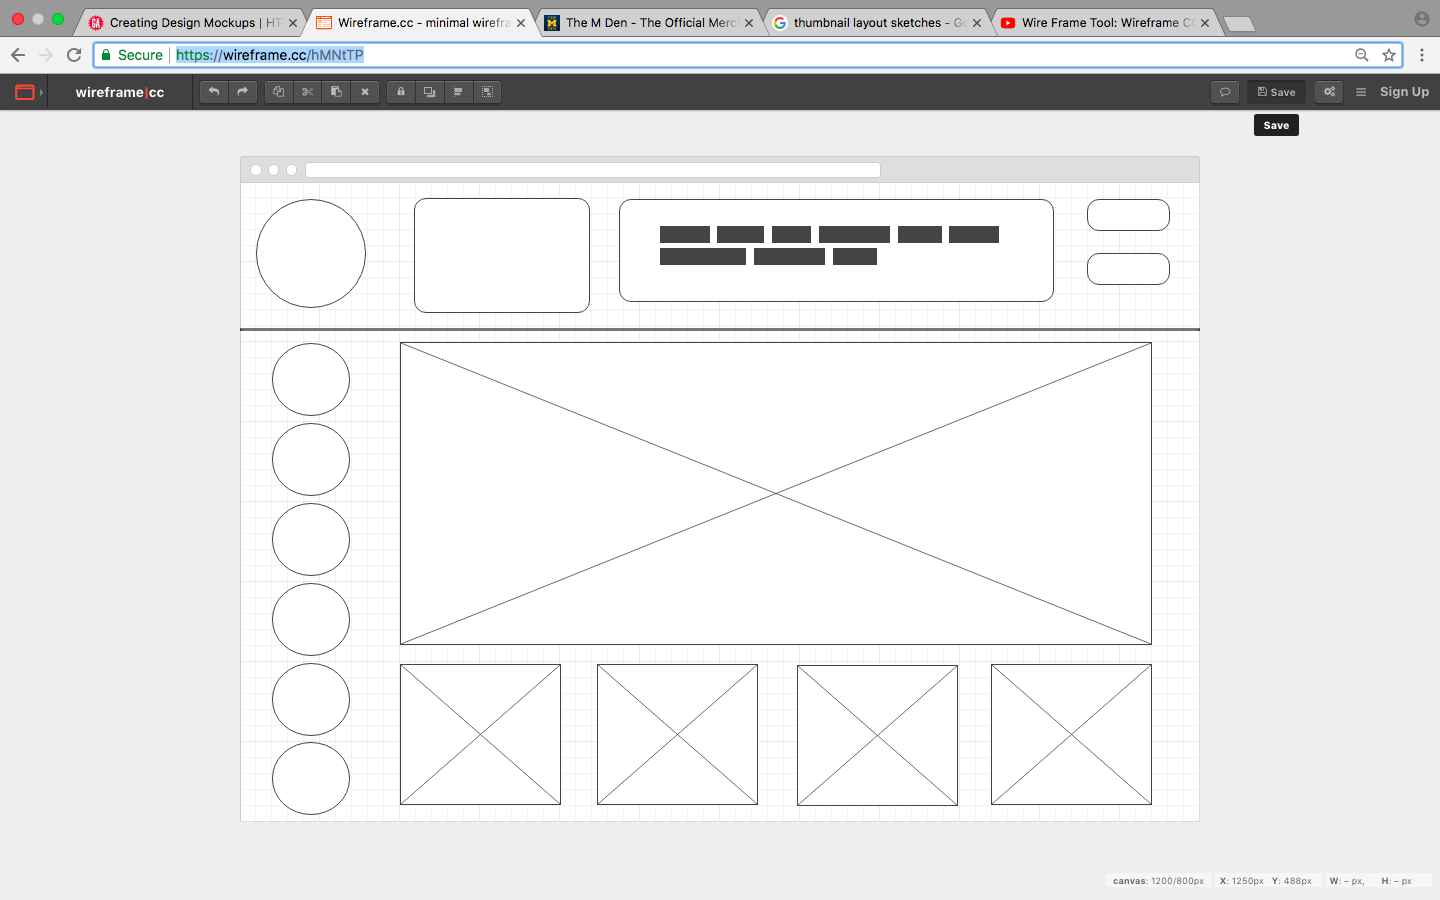 Creating Design Mockups | HT
Wireframe.cc - minimal wirefra
The M Den - The Official Merch
thumbnail layout sketches - Go
Wire Frame Tool: Wireframe CC
Secure
https://wireframe.cc/hMNtTP
wireframe|cc
Save
Sign Up
Save
canvas: 1200/800px X: 1250px Y: 488px W: – px, H: – px